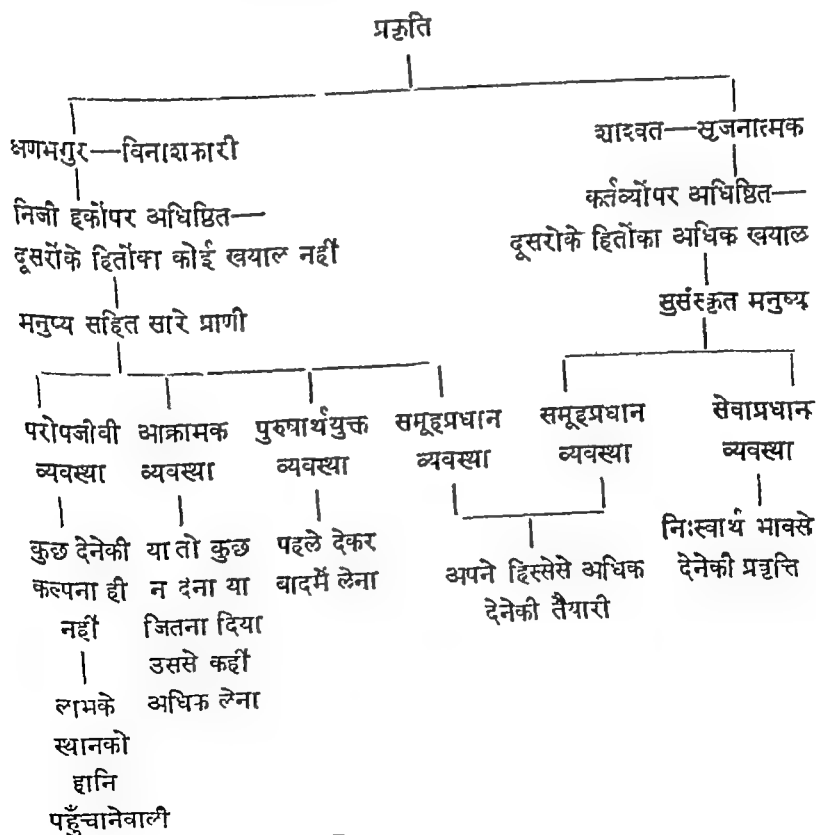 प्रकृति
क्षणभगुर—विनाशकारी
शादवत—सृजनात्मक
निजी हकोंपर अधिष्ठित—
दूसरोंके हितोंका कोई खयाल नहीं
कर्तव्योंपर अधिष्ठित—
दूसरोके हितोंका अधिक खयाल
मनुष्य सहित सारे प्राणी
सुसंस्कृत मनुष्य
परोपजीवी व्यवस्था
आक्रामक व्यवस्था
पुरुषार्थयुक्त व्यवस्था
समूहप्रधान व्यवस्था
समूहप्रधान व्यवस्था
सेवाप्रधान व्यवस्था
कुछ देनेकी
कल्पना ही
नहीं
लाभके
स्थानको
हानि
पहुँचानेवाली
या तो कुछ
न देना या
जितना दिया
उससे कहीं
अधिक लेना
पहले देकर
बादमें लेना
अपने हिस्सेसे अधिक
देनेकी तैयारी
निःस्वार्थ भावसे
देनेकी प्रवृत्ति